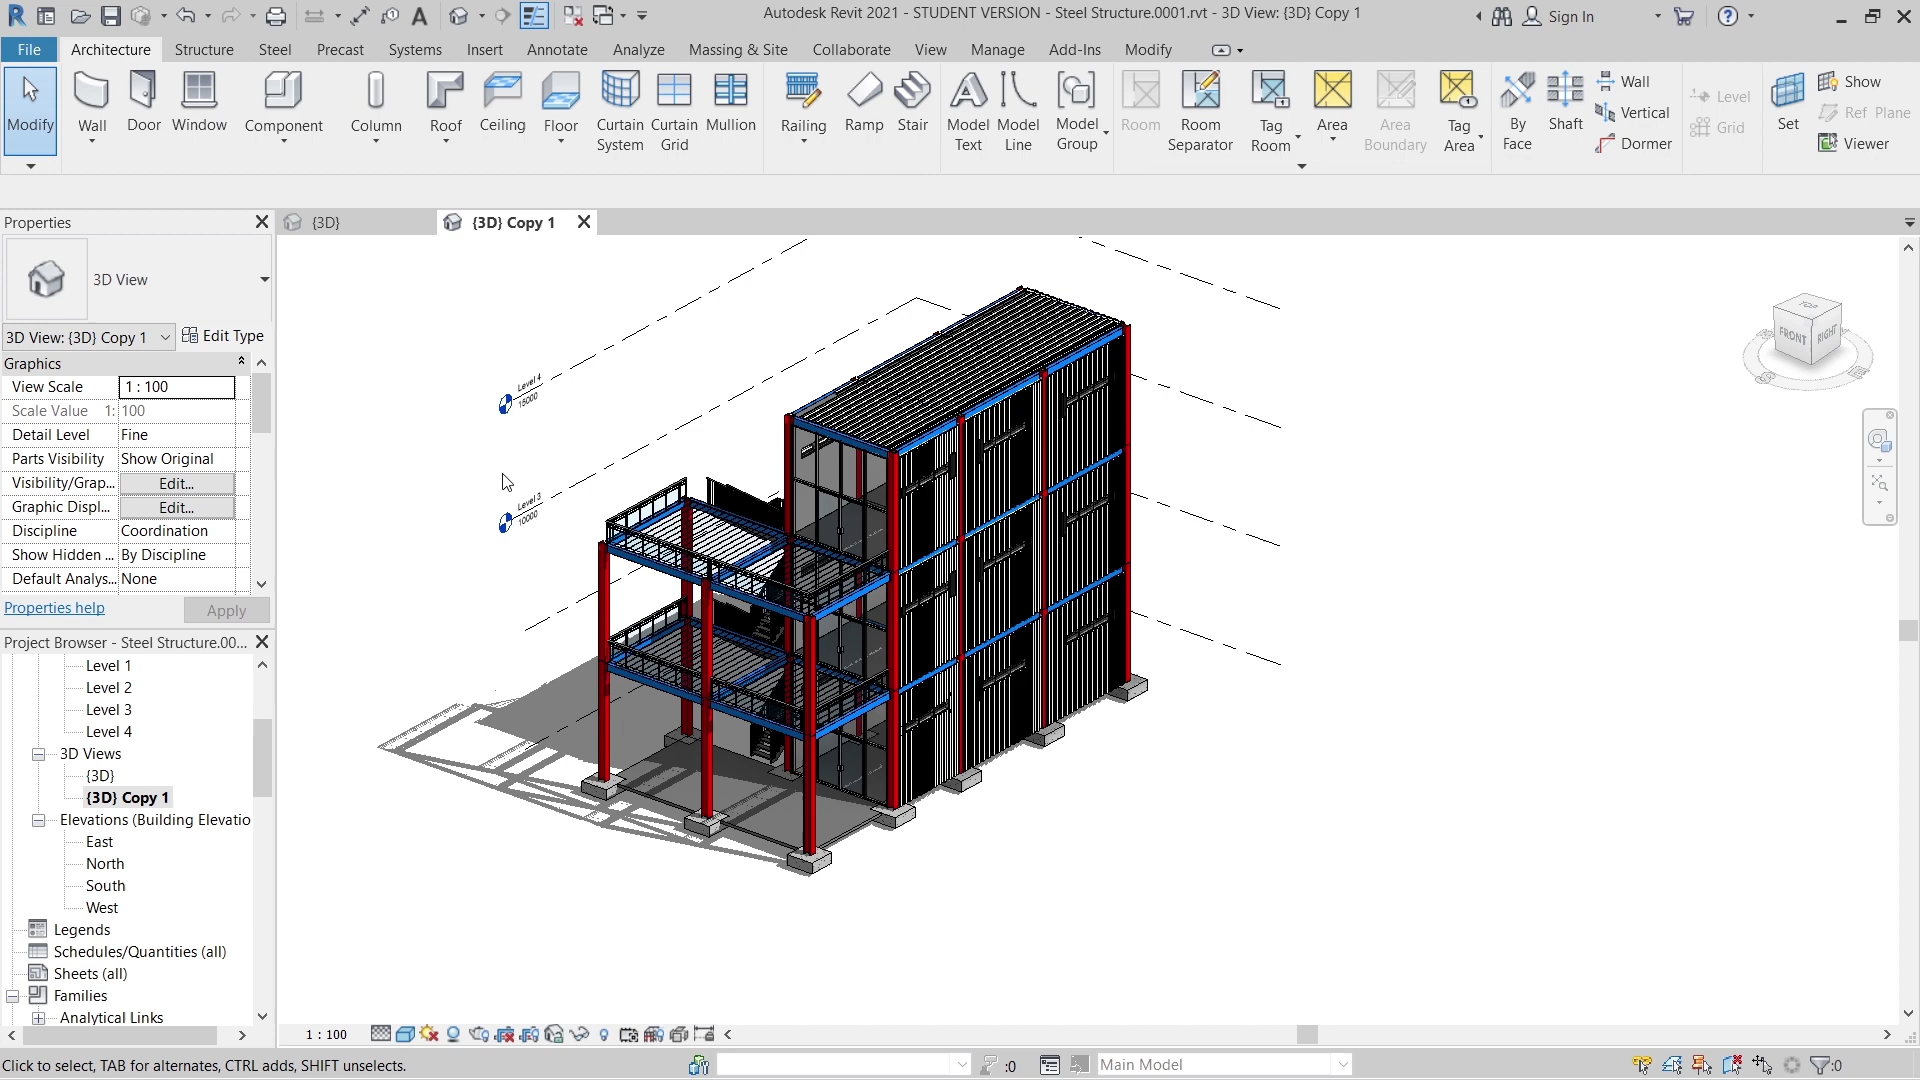 Autodesk Revit 2021 - STUDENT VERSION - Steel Structure.0001.rvt - 3D View: {3D} Copy 1
Sign In
File Architecture Structure Steel Precast Systems Insert Annotate Analyze Massing & Site Collaborate View Manage Add-Ins Modify
Modify Wall Door Window Component Column Roof Ceiling Floor Curtain System Curtain Grid Mullion Railing Ramp Stair Model Text Model Line Model Group Room Room Separator Tag Room Area Area Boundary Tag Area By Face Shaft Wall Vertical Dormer Level Grid Set Show Ref Plane Viewer
Properties
{3D}
{3D} Copy 1
3D View
3D View: {3D} Copy 1
Edit Type
Graphics
View Scale 1 : 100
Scale Value 1: 100
Detail Level Fine
Parts Visibility Show Original
Visibility/Grap... Edit...
Graphic Displ... Edit...
Discipline Coordination
Show Hidden ... By Discipline
Default Analys... None
Properties help
Apply
Project Browser - Steel Structure.00...
Level 1
Level 2
Level 3
Level 4
3D Views
{3D}
{3D} Copy 1
Elevations (Building Elevatio
East
North
South
West
Legends
Schedules/Quantities (all)
Sheets (all)
Families
Analytical Links
Level 4
15000
Level 3
10000
TOP
FRONT
RIGHT
1 : 100
Click to select, TAB for alternates, CTRL adds, SHIFT unselects.
:0
Main Model
:0